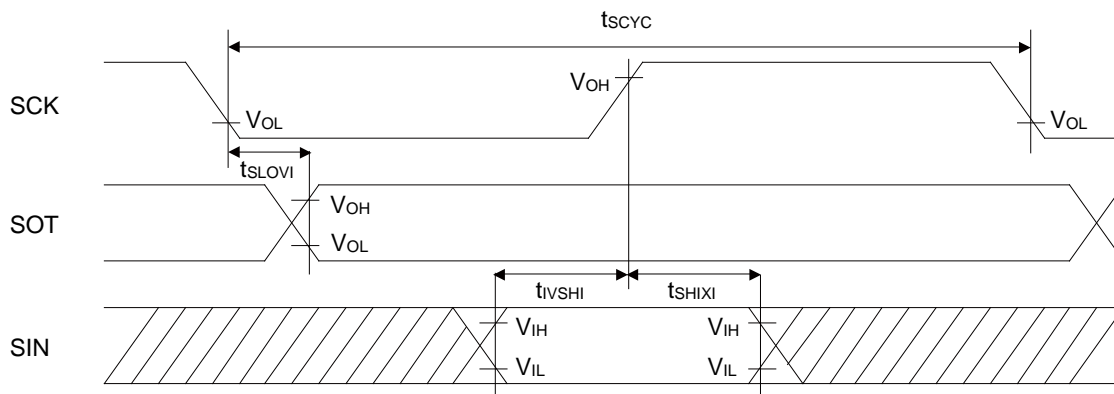 tSCYC
SCK
VOH
VOL
VOL
tSLOVI
SOT
VOH
VOL
tIVSHI
tSHIXI
SIN
VIH
VIH
VIL
VIL